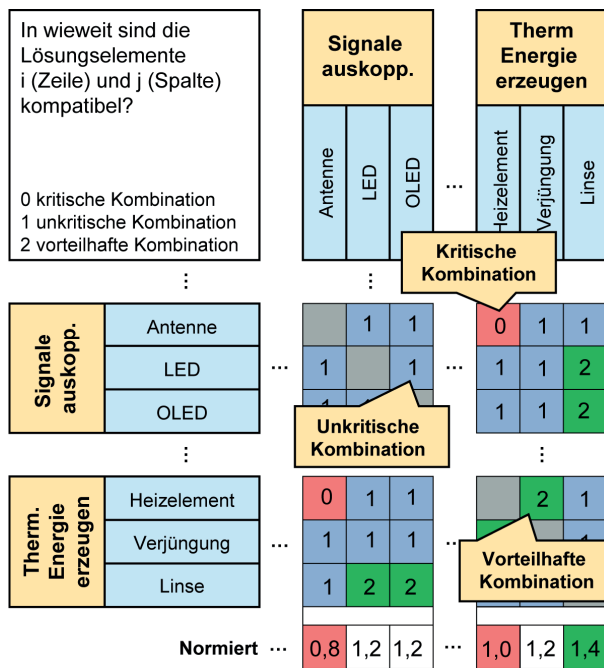 In wieweit sind die
Lösungselemente
i (Zeile) und j (Spalte)
kompatibel?
0 kritische Kombination
1 unkritische Kombination
2 vorteilhafte Kombination
Signale
auskopp.
Therm
Energie
erzeugen
Antenne
LED
OLED
...
Heizelement
Verjüngung
Linse
Kritische
Kombination
Signale
auskopp.
Antenne
LED
OLED
...
1 1
1 1
...
0 1 1
1 1 2
1 1 2
Unkritische
Kombination
Therm.
Energie
erzeugen
Heizelement
Verjüngung
Linse
...
0 1 1
1 1 1
1 2 2
2 1
Vorteilhafte
Kombination
Normiert ... 0,8 1,2 1,2 ... 1,0 1,2 1,4